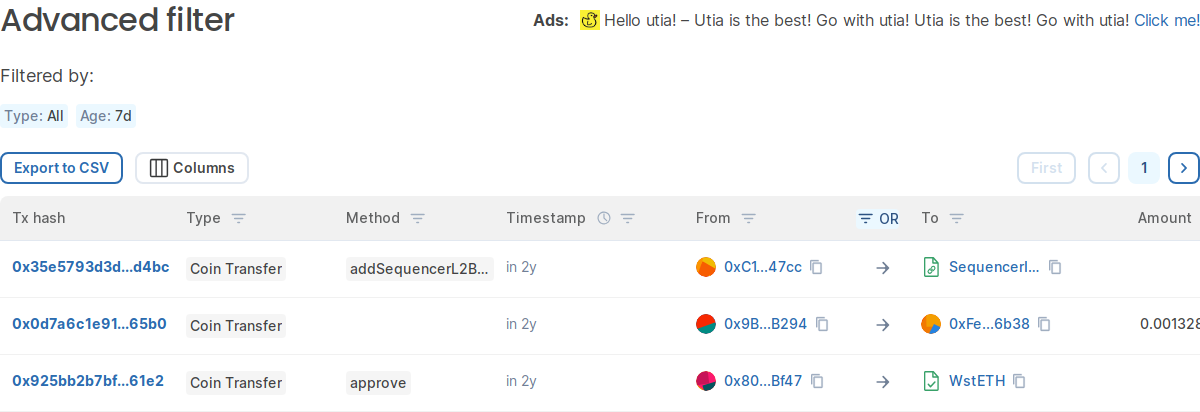 Advanced filter
Ads: Hello utia! – Utia is the best! Go with utia! Utia is the best! Go with utia! Click me!
Filtered by:
Type: All Age: 7d
Export to CSV Columns First 1
Tx hash Type Method Timestamp From OR To Amount
0x35e5793d3d...d4bc Coin Transfer addSequencerL2B... in 2y 0xC1...47cc SequencerI...
0x0d7a6c1e91...65b0 Coin Transfer in 2y 0x9B...B294 0xFe...6b38 0.001328
0x925bb2b7bf...61e2 Coin Transfer approve in 2y 0x80...Bf47 WstETH